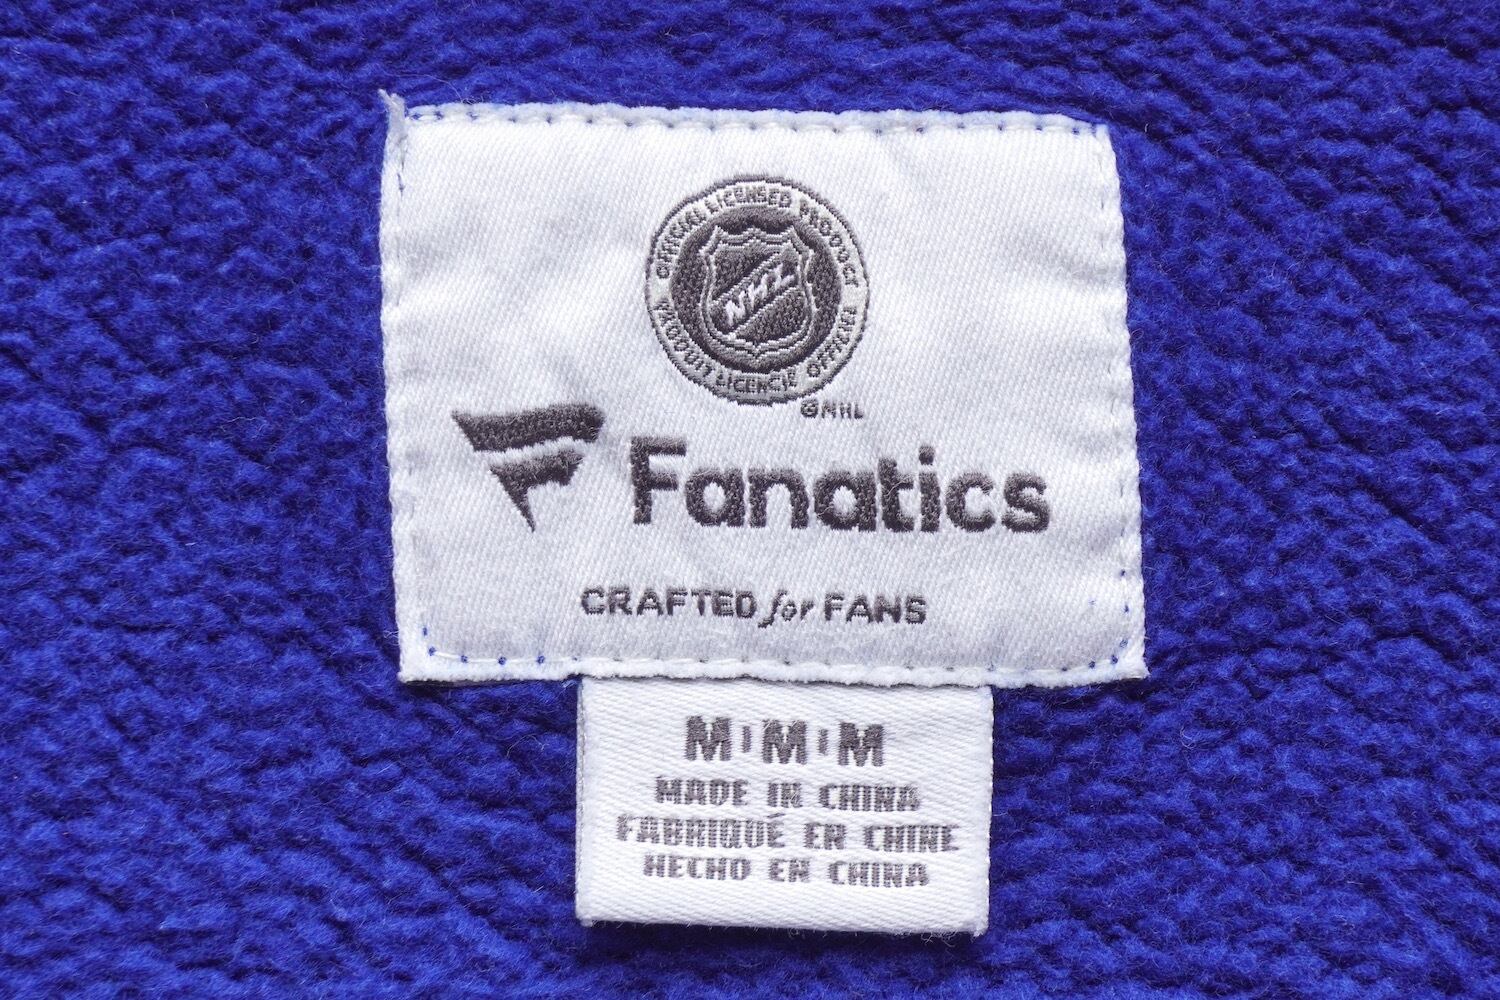 OFFICIAL LICENSED PRODUCT
NHL
PRODUIT LICENCIÉ OFFICIEL
©NHL
Fanatics
CRAFTED for FANS
M|M|M
MADE IN CHINA
FABRIQUÉ EN CHINE
HECHO EN CHINA